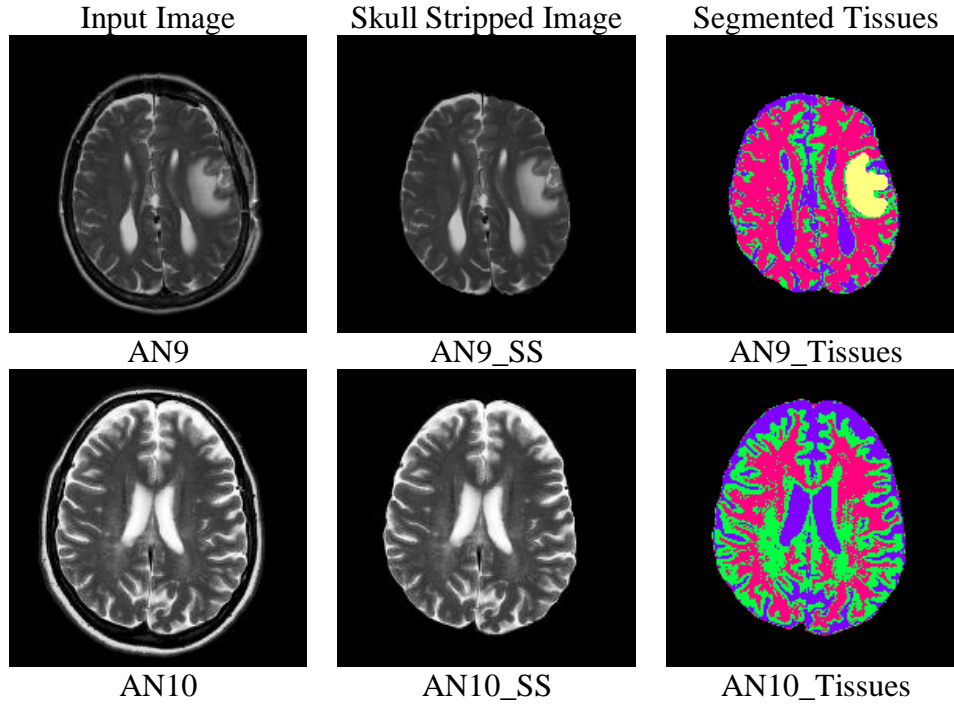 Input Image Skull Stripped Image Segmented Tissues
AN9 AN9_SS AN9_Tissues
AN10 AN10_SS AN10_Tissues